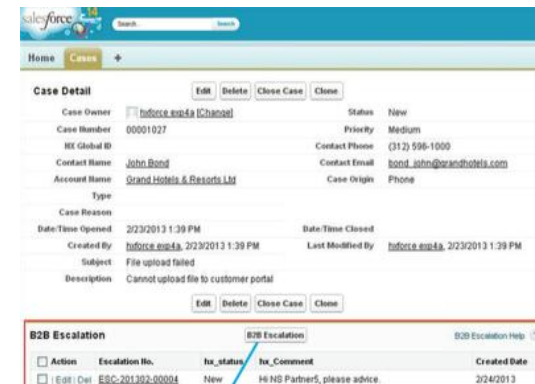 salesforce 14
Search... Search
Home Cases +
Case Detail Edit Delete Close Case Clone
Case Owner hxforce exp4a [Change] Status New
Case Number 00001027 Priority Medium
HX Global ID Contact Phone (312) 596-1000
Contact Name John Bond Contact Email bond_john@grandhotels.com
Account Name Grand Hotels & Resorts Ltd Case Origin Phone
Type
Case Reason
Date/Time Opened 2/23/2013 1:39 PM Date/Time Closed
Created By hxforce exp4a, 2/23/2013 1:39 PM Last Modified By hxforce exp4a, 2/23/2013 1:39 PM
Subject File upload failed
Description Cannot upload file to customer portal
Edit Delete Close Case Clone
B2B Escalation B2B Escalation B2B Escalation Help
Action Escalation No. hx_status hx_Comment Created Date
Edit | Del ESC-201302-00004 New Hi NS Partner5, please advice. 2/24/2013